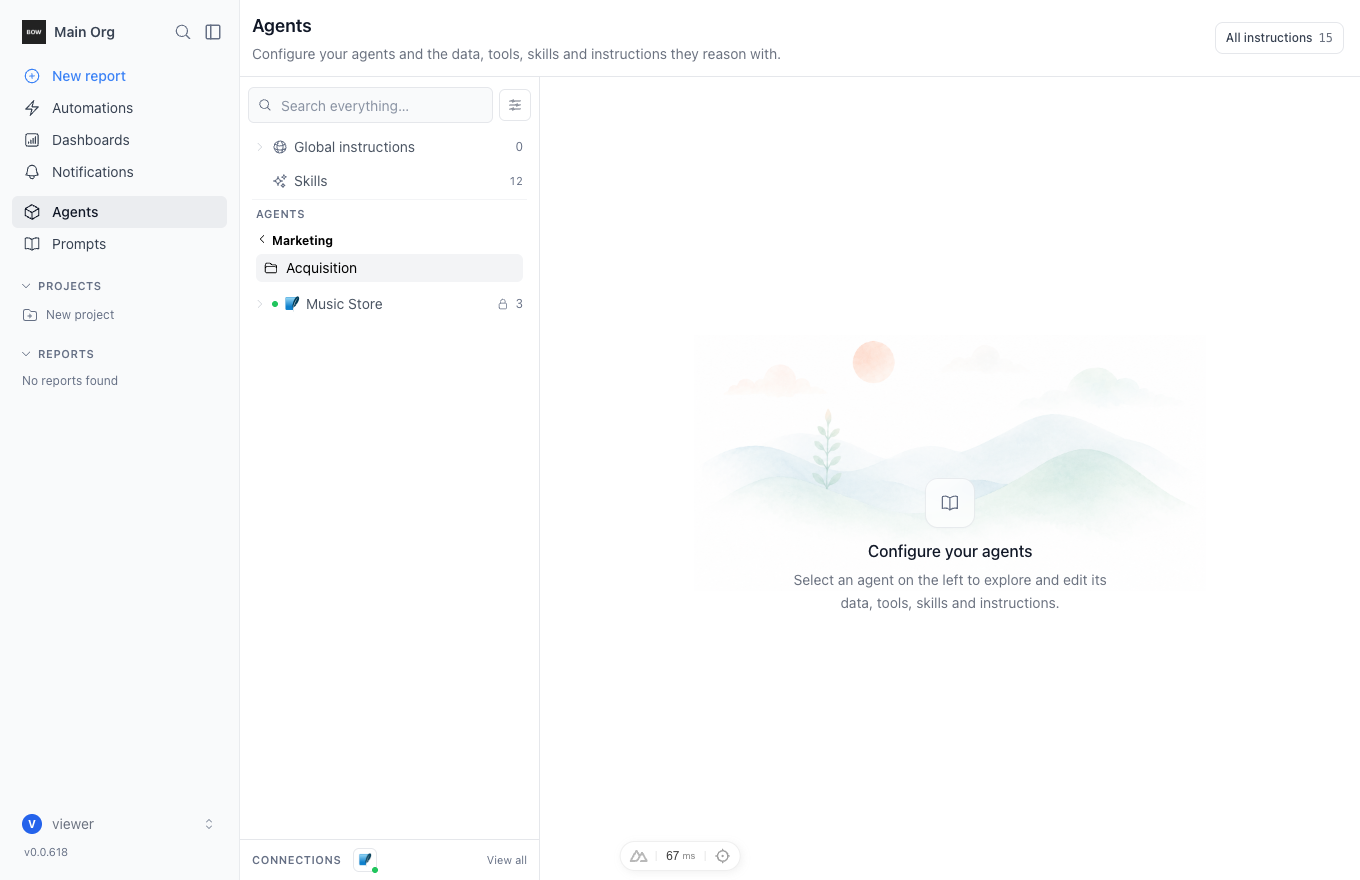 BOW
Main Org
New report
Automations
Dashboards
Notifications
Agents
Prompts
PROJECTS
New project
REPORTS
No reports found
V
viewer
v0.0.618
Agents
Configure your agents and the data, tools, skills and instructions they reason with.
All instructions 15
Search everything...
Global instructions 0
Skills 12
AGENTS
Marketing
Acquisition
Music Store 3
CONNECTIONS
View all
Configure your agents
Select an agent on the left to explore and edit its
data, tools, skills and instructions.
67 ms